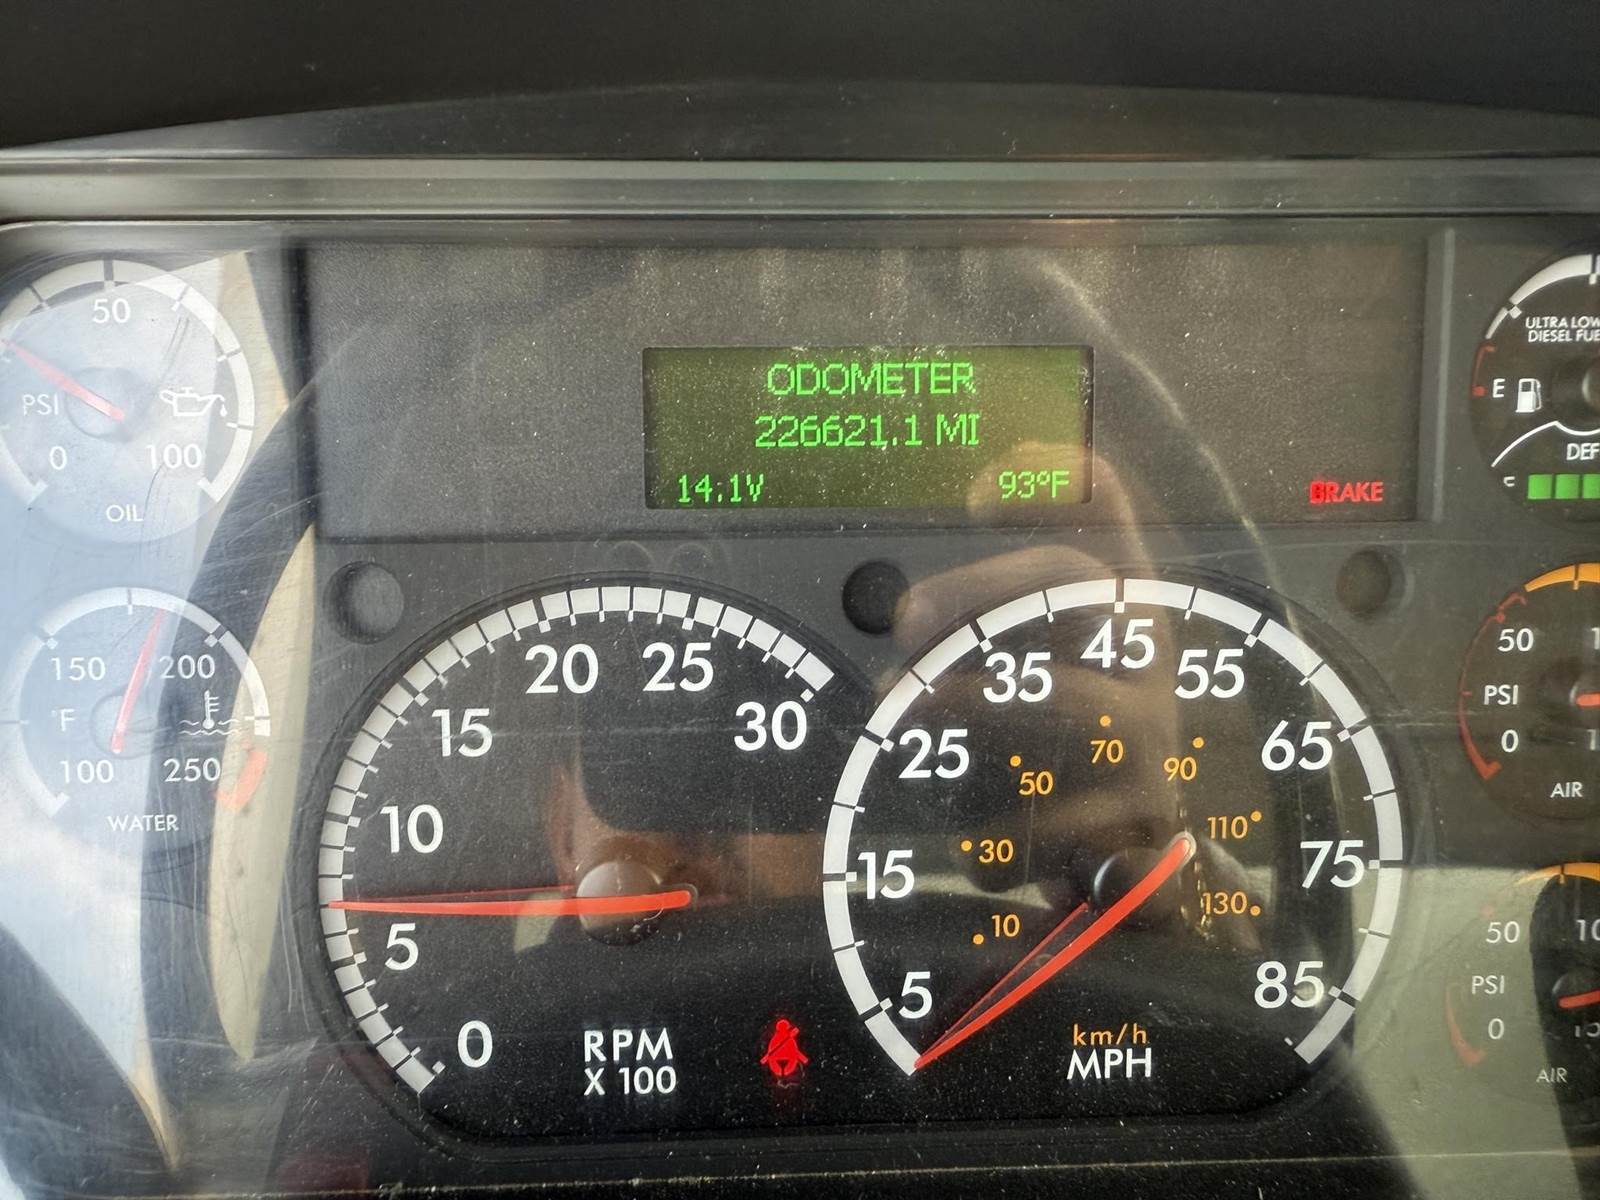 ODOMETER
226621.1 MI
14.1V 93°F
BRAKE
50
PSI
0 100
OIL
150 200
°F
100 250
WATER
0 5 10 15 20 25 30
RPM
X 100
5 15 25 35 45 55 65 75 85
10 30 50 70 90 110 130
km/h
MPH
ULTRA LOW
DIESEL FUE
E
DEF
50
PSI
0
AIR
50 10
PSI
0 15
AIR